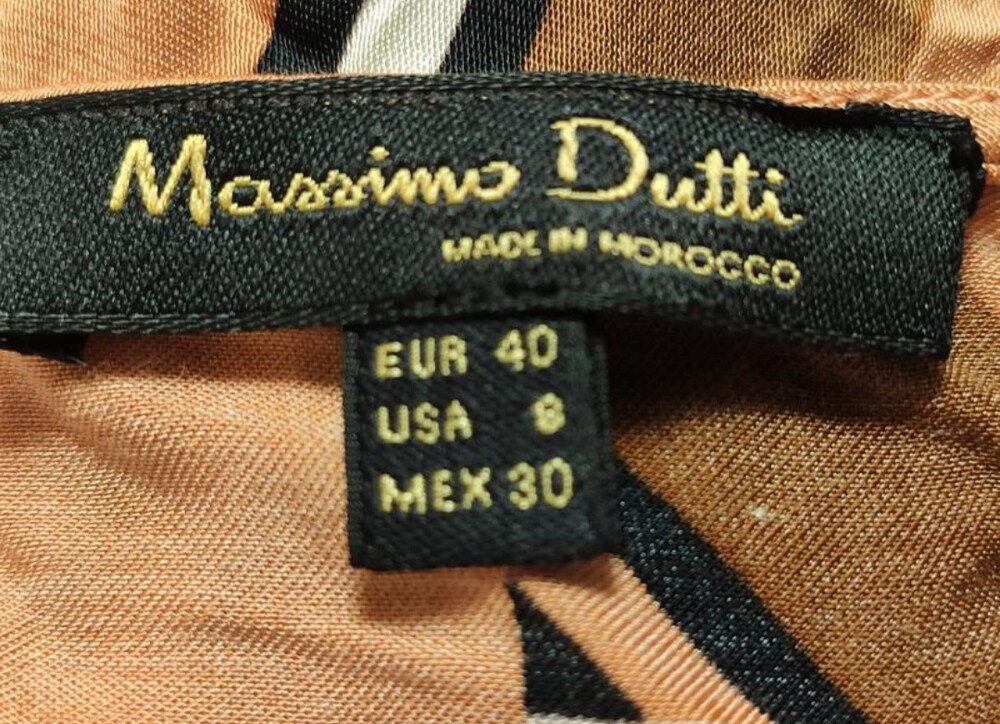 Massimo Dutti
MADE IN MOROCCO
EUR 40
USA 8
MEX 30